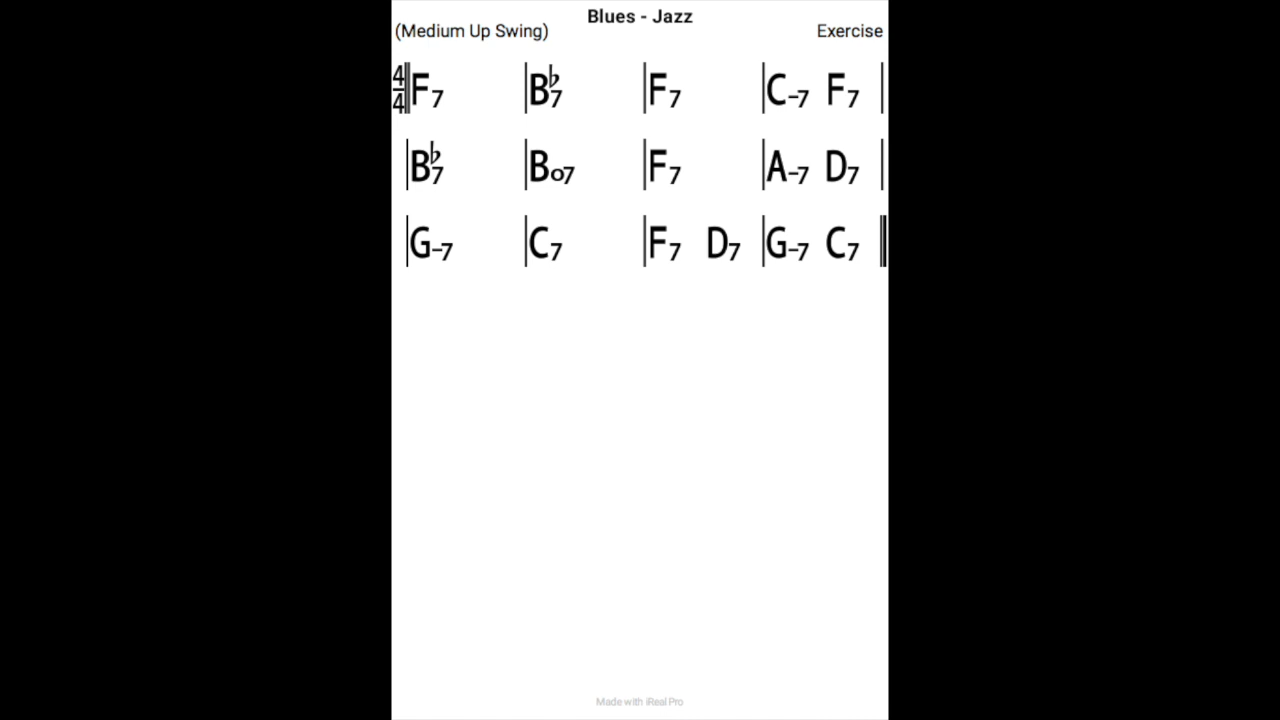 Blues - Jazz
(Medium Up Swing) Exercise
4/4 F7 | B♭7 | F7 | C-7 F7 |
| B♭7 | Bo7 | F7 | A-7 D7 |
| G-7 | C7 | F7 D7 | G-7 C7 ||
Made with iReal Pro